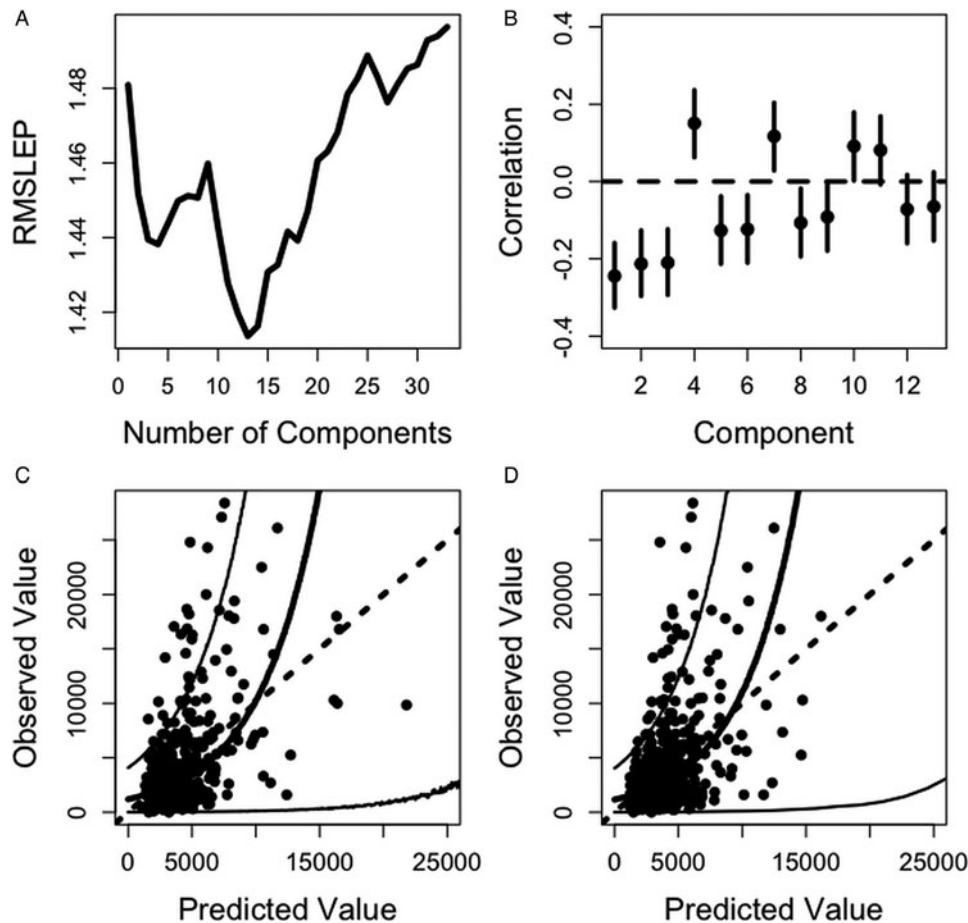 A
RMSLEP
1.48
1.46
1.44
1.42
0 5 10 15 20 25 30
Number of Components
B
Correlation
0.4
0.2
0.0
-0.2
-0.4
2 4 6 8 10 12
Component
C
Observed Value
20000
10000
0
0 5000 15000 25000
Predicted Value
D
Observed Value
20000
10000
0
0 5000 15000 25000
Predicted Value